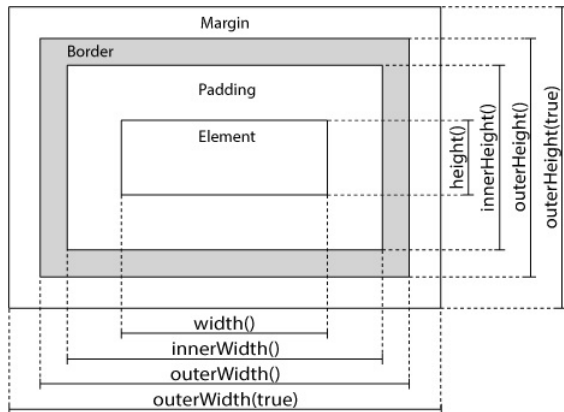 Margin
Border
Padding
Element
height()
innerHeight()
outerHeight()
outerHeight(true)
width()
innerWidth()
outerWidth()
outerWidth(true)